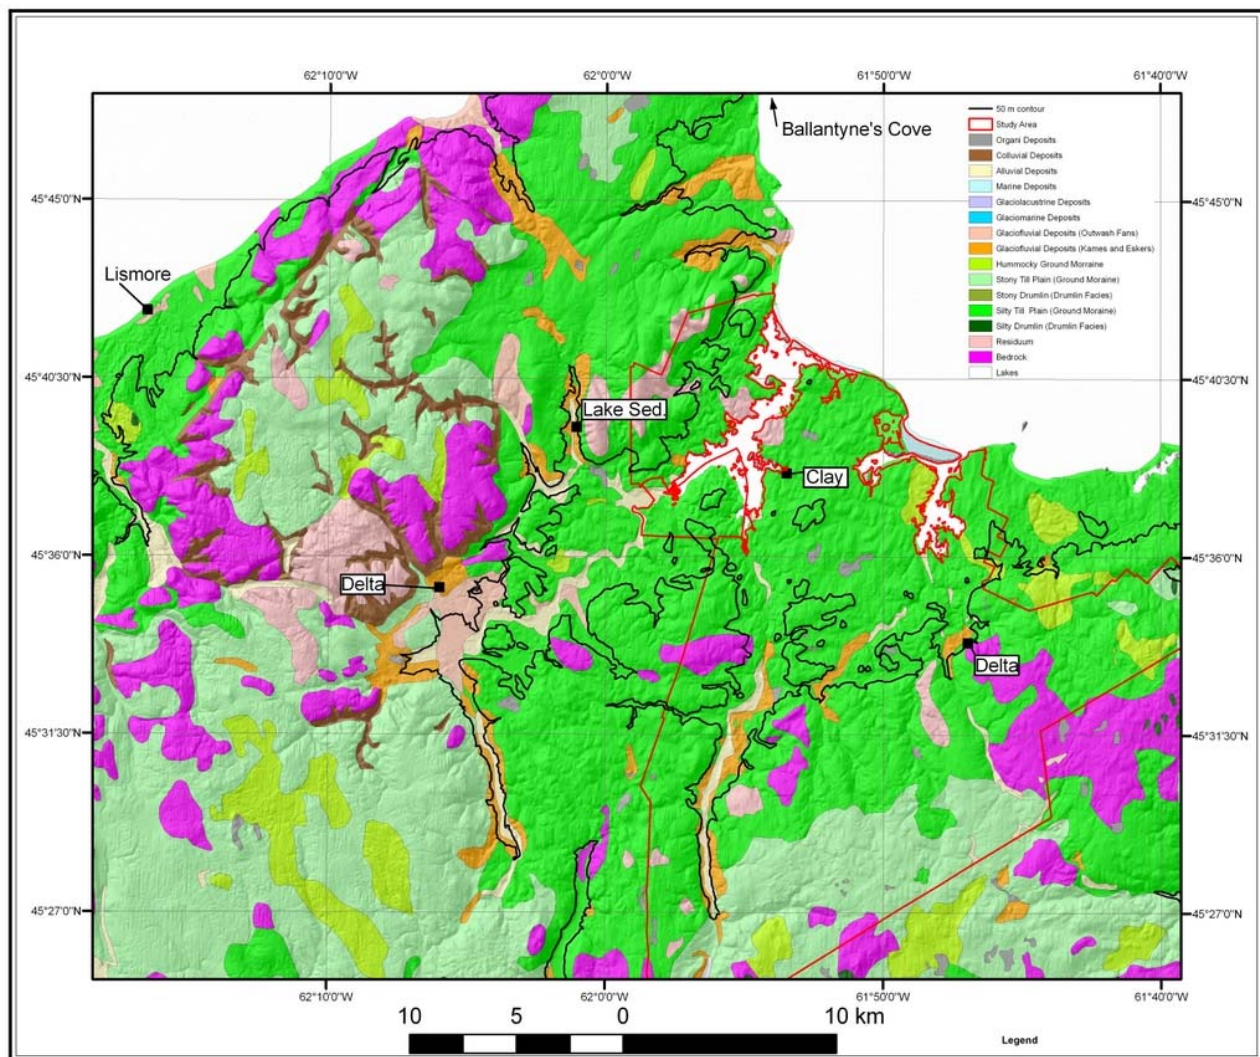 62°10'0"W 62°0'0"W 61°50'0"W 61°40'0"W
Ballantyne's Cove
50 m contour
Study Area
Organi Deposits
Colluvial Deposits
Alluvial Deposits
Marine Deposits
Glaciolacustrine Deposits
Glaciomarine Deposits
Glaciofluvial Deposits (Outwash Fans)
Glaciofluvial Deposits (Kames and Eskers)
Hummocky Ground Morraine
Stony Till Plain (Ground Moraine)
Stony Drumlin (Drumlin Facies)
Silty Till Plain (Ground Moraine)
Silty Drumlin (Drumlin Facies)
Residuum
Bedrock
Lakes
45°45'0"N 45°45'0"N
Lismore
45°40'30"N 45°40'30"N
Lake Sed.
Clay
45°36'0"N 45°36'0"N
Delta
Delta
45°31'30"N 45°31'30"N
45°27'0"N 45°27'0"N
62°10'0"W 62°0'0"W 61°50'0"W 61°40'0"W
10 5 0 10 km
Legend